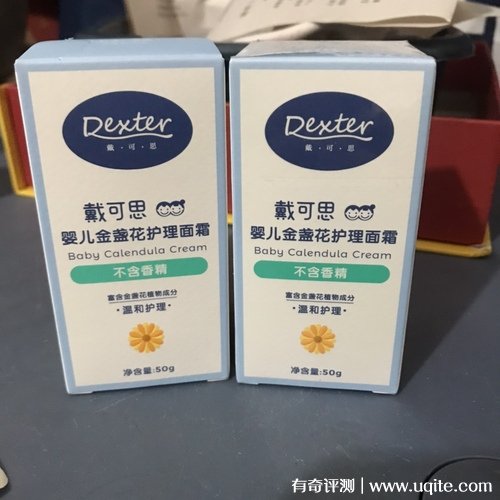 Dexter
戴·可·思
戴可思
婴儿金盏花护理面霜
Baby Calendula Cream
不含香精
富含金盏花植物成分
·温和护理·
净含量:50g
Dexter
戴·可·思
戴可思
婴儿金盏花护理面霜
Baby Calendula Cream
不含香精
富含金盏花植物成分
·温和护理·
净含量:50g
有奇评测 | www.uqite.com